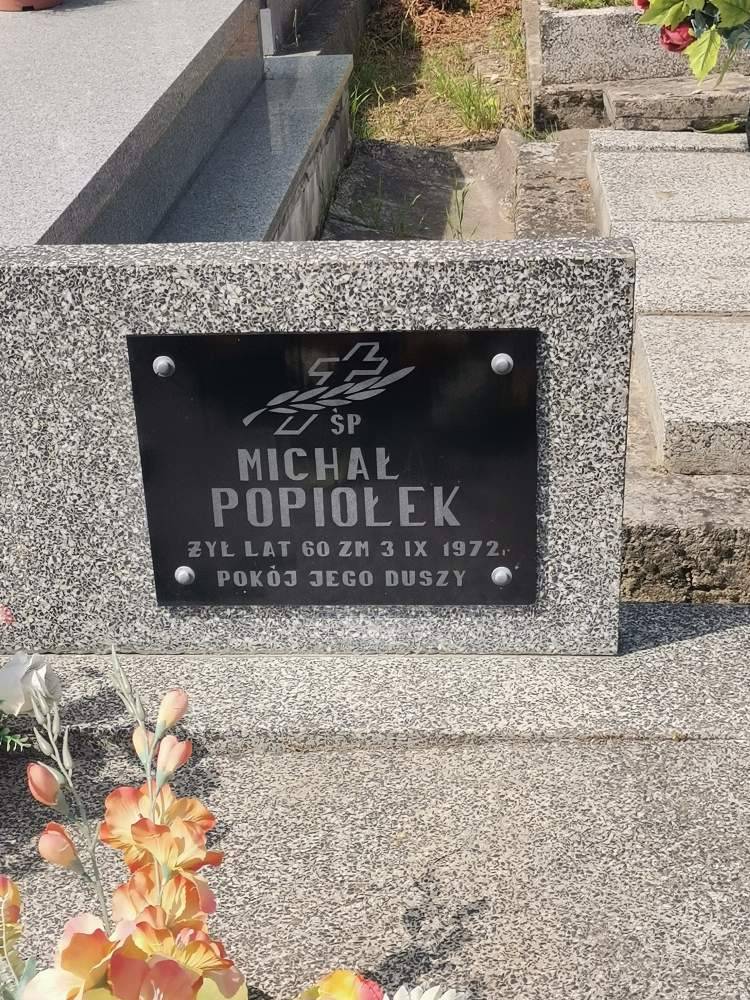 ŚP
MICHAŁ
POPIOŁEK
ŻYŁ LAT 60 ZM 3 IX 1972.
POKÓJ JEGO DUSZY